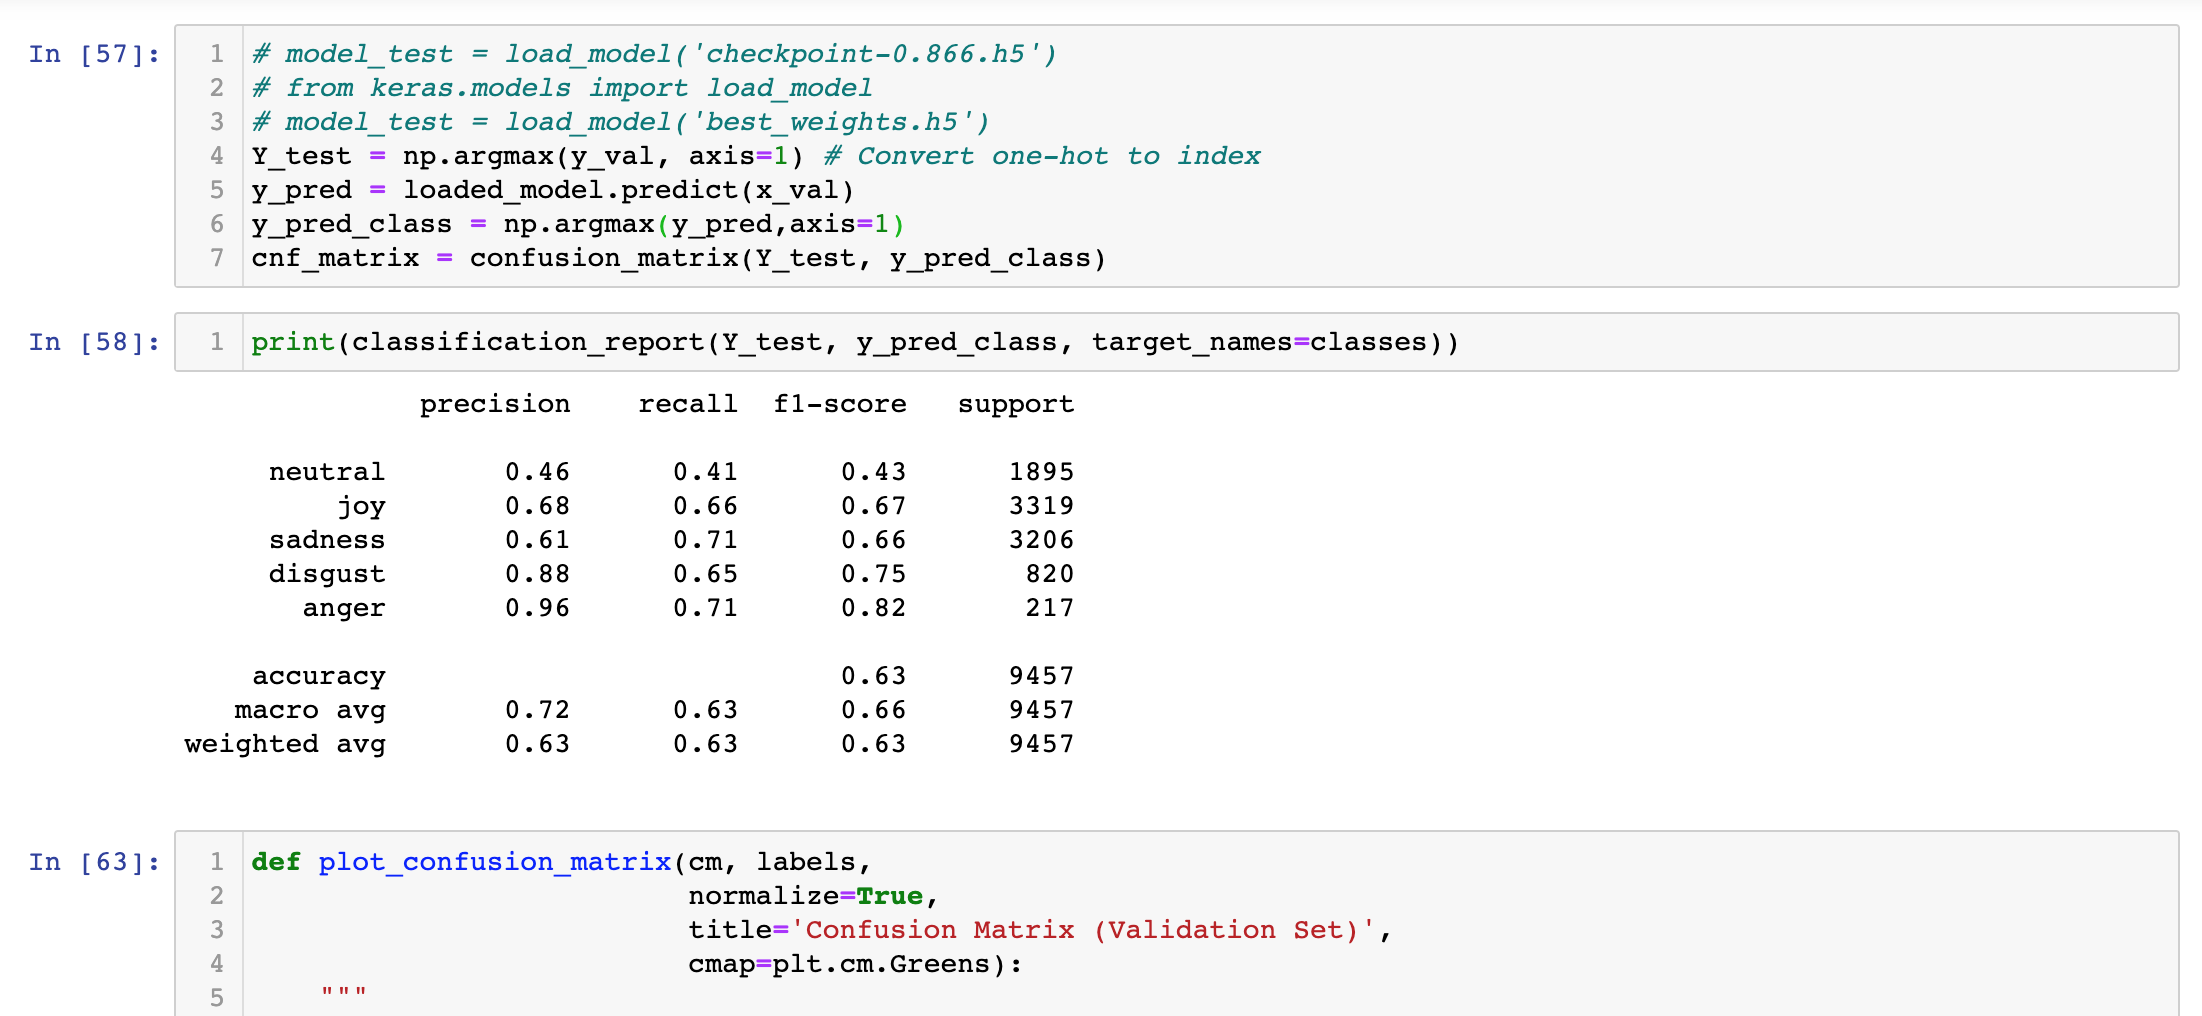 In [57]:
1 # model_test = load_model('checkpoint-0.866.h5')
2 # from keras.models import load_model
3 # model_test = load_model('best_weights.h5')
4 Y_test = np.argmax(y_val, axis=1) # Convert one-hot to index
5 y_pred = loaded_model.predict(x_val)
6 y_pred_class = np.argmax(y_pred,axis=1)
7 cnf_matrix = confusion_matrix(Y_test, y_pred_class)
In [58]:
1 print(classification_report(Y_test, y_pred_class, target_names=classes))
precision recall f1-score support
neutral 0.46 0.41 0.43 1895
joy 0.68 0.66 0.67 3319
sadness 0.61 0.71 0.66 3206
disgust 0.88 0.65 0.75 820
anger 0.96 0.71 0.82 217
accuracy 0.63 9457
macro avg 0.72 0.63 0.66 9457
weighted avg 0.63 0.63 0.63 9457
In [63]:
1 def plot_confusion_matrix(cm, labels,
2 normalize=True,
3 title='Confusion Matrix (Validation Set)',
4 cmap=plt.cm.Greens):
5 """